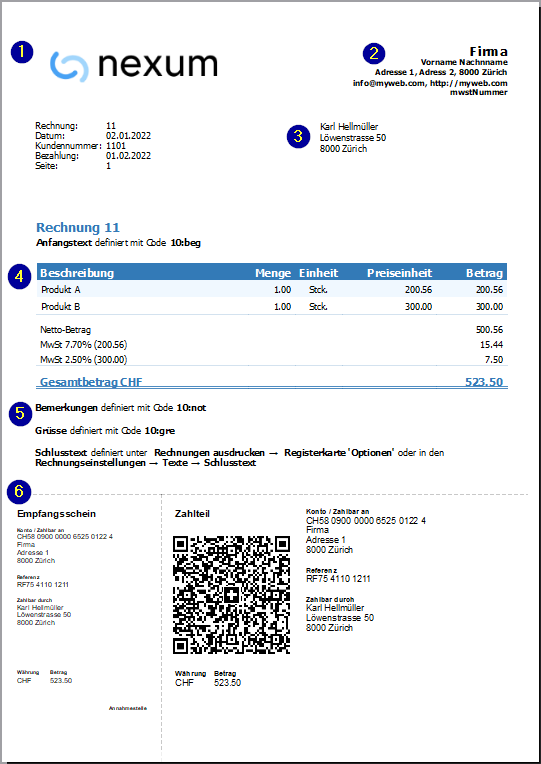 1
nexum
2
Firma
Vorname Nachnname
Adresse 1, Adress 2, 8000 Zürich
info@myweb.com, http://myweb.com
mwstNummer
Rechnung: 11
Datum: 02.01.2022
Kundennummer: 1101
Bezahlung: 01.02.2022
Seite: 1
3
Karl Hellmüller
Löwenstrasse 50
8000 Zürich
Rechnung 11
Anfangstext definiert mit Code 10:beg
4
Beschreibung Menge Einheit Preiseinheit Betrag
Produkt A 1.00 Stck. 200.56 200.56
Produkt B 1.00 Stck. 300.00 300.00
Netto-Betrag 500.56
MwSt 7.70% (200.56) 15.44
MwSt 2.50% (300.00) 7.50
Gesamtbetrag CHF 523.50
5
Bemerkungen definiert mit Code 10:not
Grüsse definiert mit Code 10:gre
Schlusstext definiert unter Rechnungen ausdrucken → Registerkarte 'Optionen' oder in den
Rechnungseinstellungen → Texte → Schlusstext
6
Empfangsschein
Konto / Zahlbar an
CH58 0900 0000 6525 0122 4
Firma
Adresse 1
8000 Zürich
Referenz
RF75 4110 1211
Zahlbar durch
Karl Hellmüller
Löwenstrasse 50
8000 Zürich
Währung Betrag
CHF 523.50
Annahmestelle
Zahlteil
Währung Betrag
CHF 523.50
Konto / Zahlbar an
CH58 0900 0000 6525 0122 4
Firma
Adresse 1
8000 Zürich
Referenz
RF75 4110 1211
Zahlbar durch
Karl Hellmüller
Löwenstrasse 50
8000 Zürich